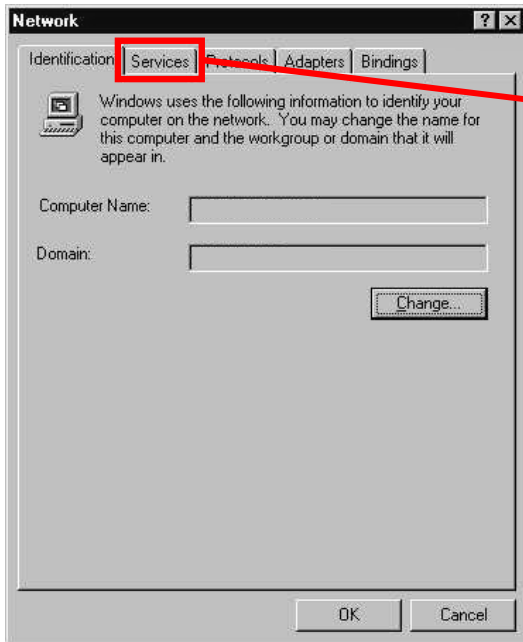 Network
Identification Services Protocols Adapters Bindings
Windows uses the following information to identify your
computer on the network. You may change the name for
this computer and the workgroup or domain that it will
appear in.
Computer Name:
Domain:
Change...
OK Cancel